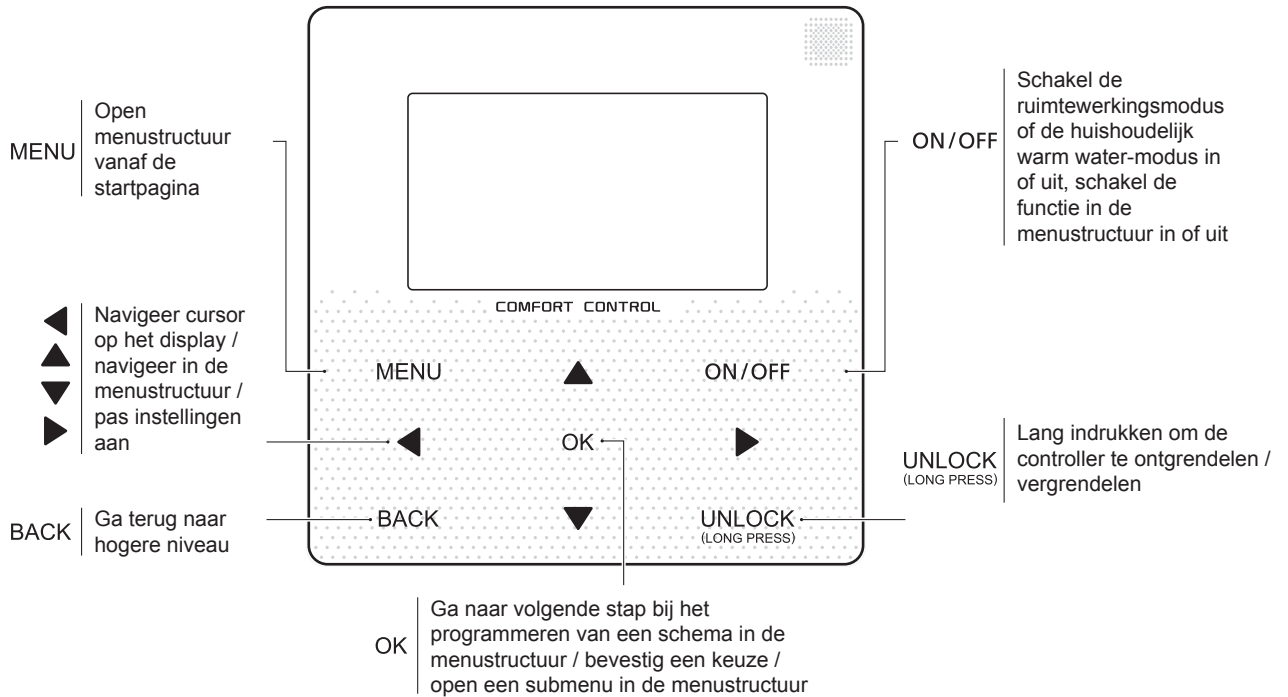 MENU
Open
menustructuur
vanaf de
startpagina
Navigeer cursor
op het display /
navigeer in de
menustructuur /
pas instellingen
aan
BACK
Ga terug naar
hogere niveau
COMFORT CONTROL
MENU
ON/OFF
OK
BACK
UNLOCK
(LONG PRESS)
ON/OFF
Schakel de
ruimtewerkingsmodus
of de huishoudelijk
warm water-modus in
of uit, schakel de
functie in de
menustructuur in of uit
UNLOCK
(LONG PRESS)
Lang indrukken om de
controller te ontgrendelen /
vergrendelen
OK
Ga naar volgende stap bij het
programmeren van een schema in de
menustructuur / bevestig een keuze /
open een submenu in de menustructuur